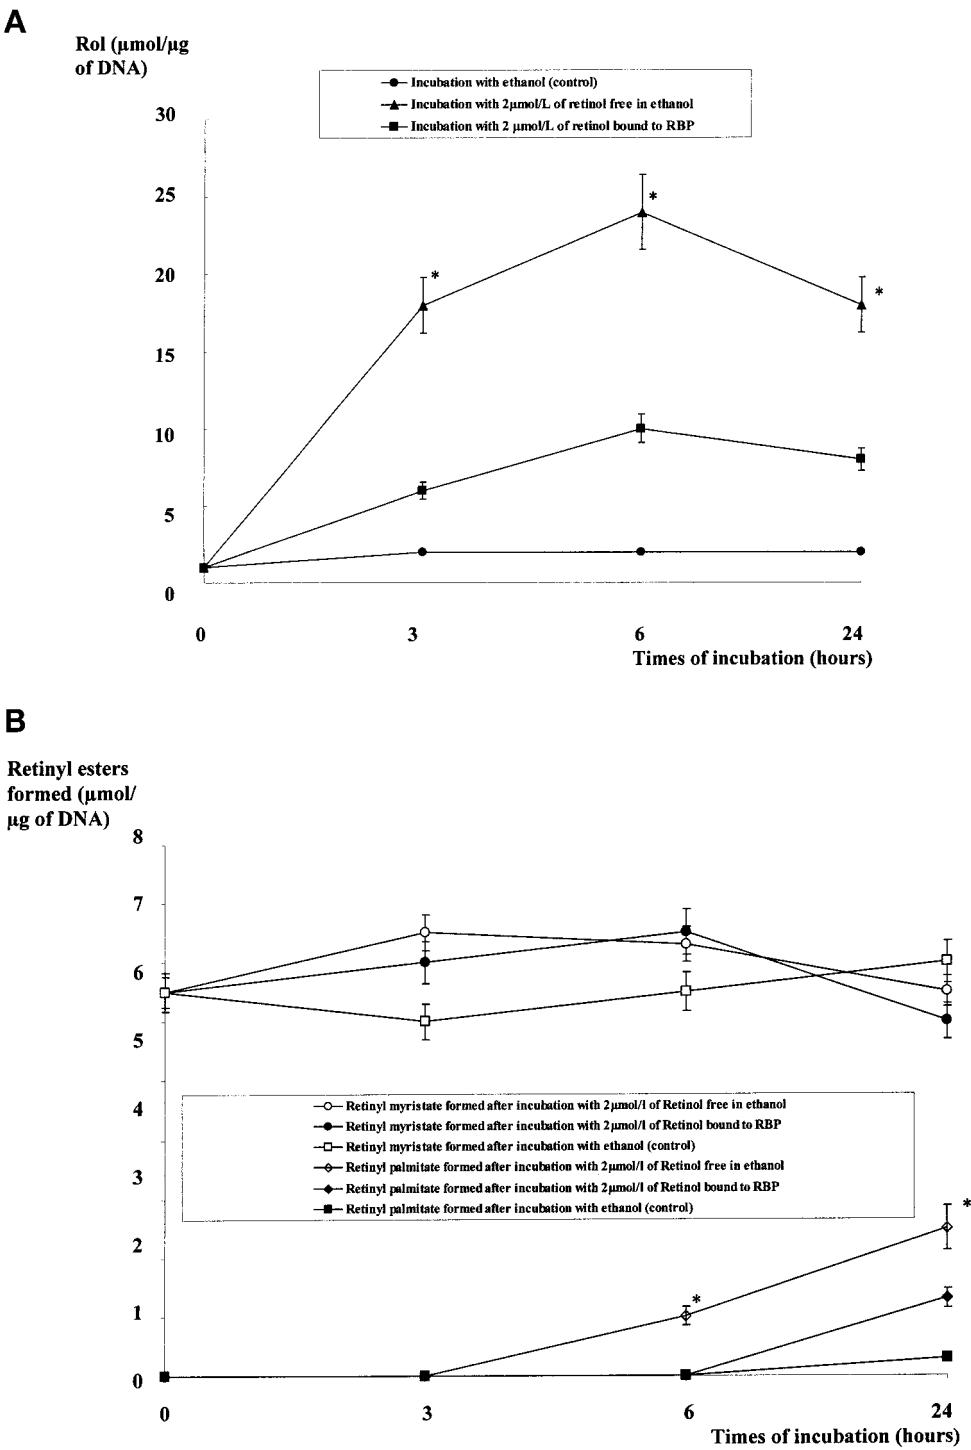 A
Rol (µmol/µg
of DNA)
Incubation with ethanol (control)
Incubation with 2µmol/L of retinol free in ethanol
Incubation with 2 µmol/L of retinol bound to RBP
30
25
20
15
10
5
0
*
*
*
0 3 6 24
Times of incubation (hours)
B
Retinyl esters
formed (µmol/
µg of DNA)
8
7
6
5
4
3
2
1
0
Retinyl myristate formed after incubation with 2µmol/l of Retinol free in ethanol
Retinyl myristate formed after incubation with 2µmol/l of Retinol bound to RBP
Retinyl myristate formed after incubation with ethanol (control)
Retinyl palmitate formed after incubation with 2µmol/l of Retinol free in ethanol
Retinyl palmitate formed after incubation with 2µmol/l of Retinol bound to RBP
Retinyl palmitate formed after incubation with ethanol (control)
*
*
0 3 6 24
Times of incubation (hours)